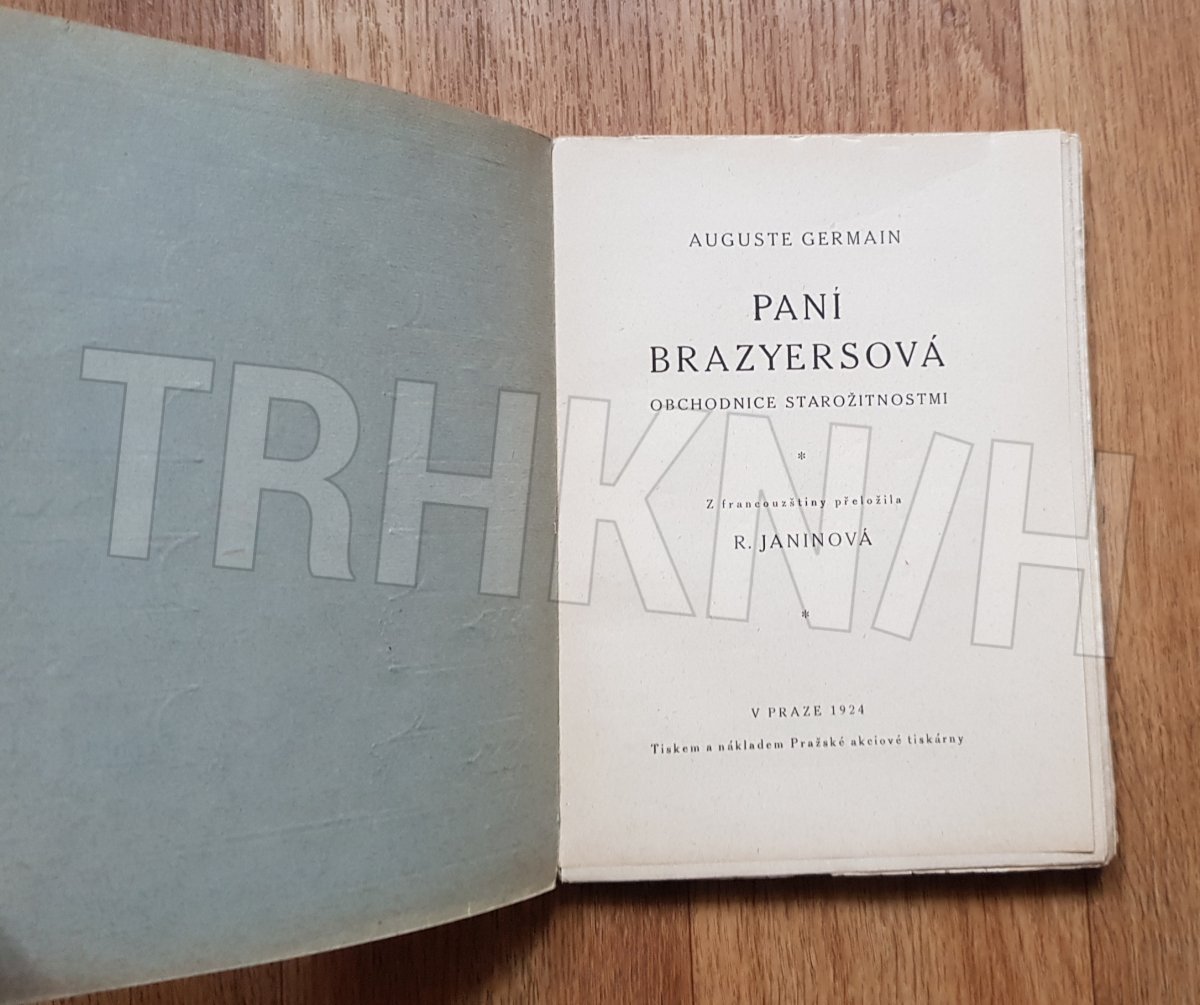 AUGUSTE GERMAIN
PANÍ
BRAZYERSOVÁ
OBCHODNICE STAROŽITNOSTMI
*
Z francouzštiny přeložila
R. JANINOVÁ
*
V PRAZE 1924
Tiskem a nákladem Pražské akciové tiskárny
TRHKNIH